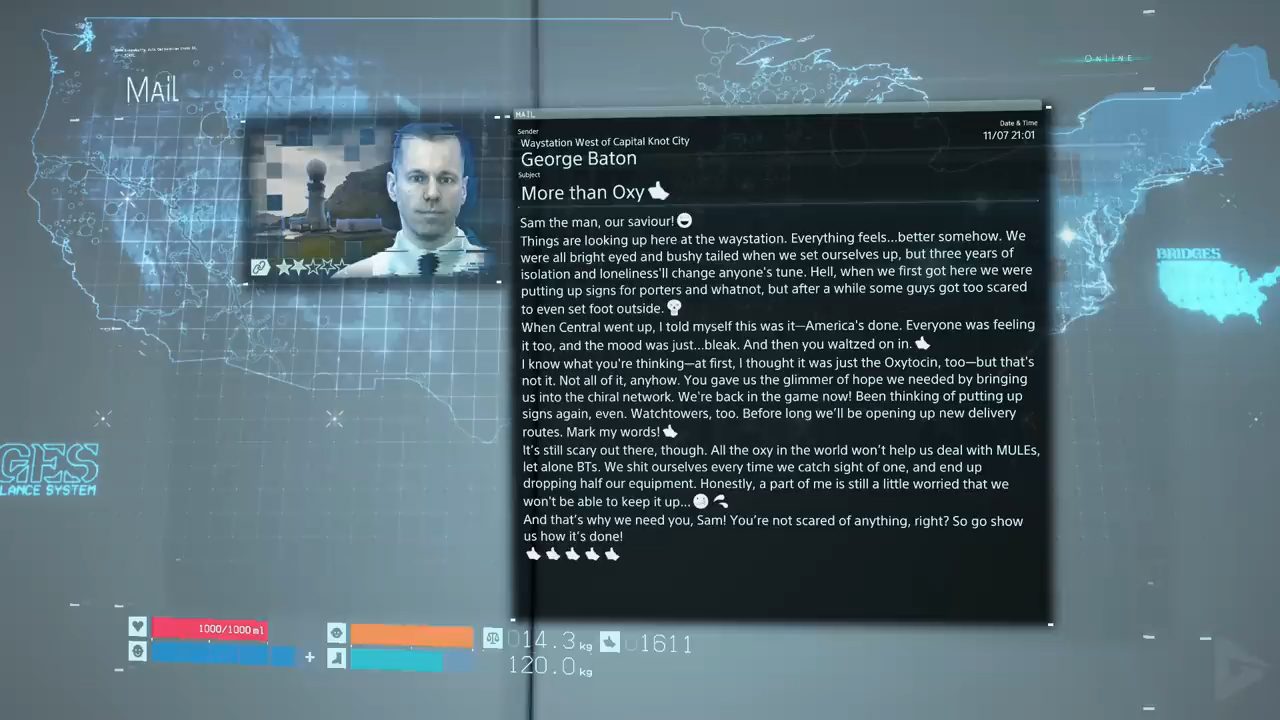 Mail
ONLINE
MAIL
Sender
Date & Time
Waystation West of Capital Knot City
11/07 21:01
George Baton
Subject
More than Oxy
Sam the man, our saviour!
Things are looking up here at the waystation. Everything feels...better somehow. We
were all bright eyed and bushy tailed when we set ourselves up, but three years of
isolation and loneliness'll change anyone's tune. Hell, when we first got here we were
putting up signs for porters and whatnot, but after a while some guys got too scared
to even set foot outside.
When Central went up, I told myself this was it—America's done. Everyone was feeling
it too, and the mood was just...bleak. And then you waltzed on in.
I know what you're thinking—at first, I thought it was just the Oxytocin, too—but that's
not it. Not all of it, anyhow. You gave us the glimmer of hope we needed by bringing
us into the chiral network. We're back in the game now! Been thinking of putting up
signs again, even. Watchtowers, too. Before long we'll be opening up new delivery
routes. Mark my words!
It's still scary out there, though. All the oxy in the world won't help us deal with MULEs,
let alone BTs. We shit ourselves every time we catch sight of one, and end up
dropping half our equipment. Honestly, a part of me is still a little worried that we
won't be able to keep it up...
And that's why we need you, Sam! You're not scared of anything, right? So go show
us how it's done!
BRIDGES
GES
LANCE SYSTEM
1000/1000ml
014.3 kg
01611
120.0 kg